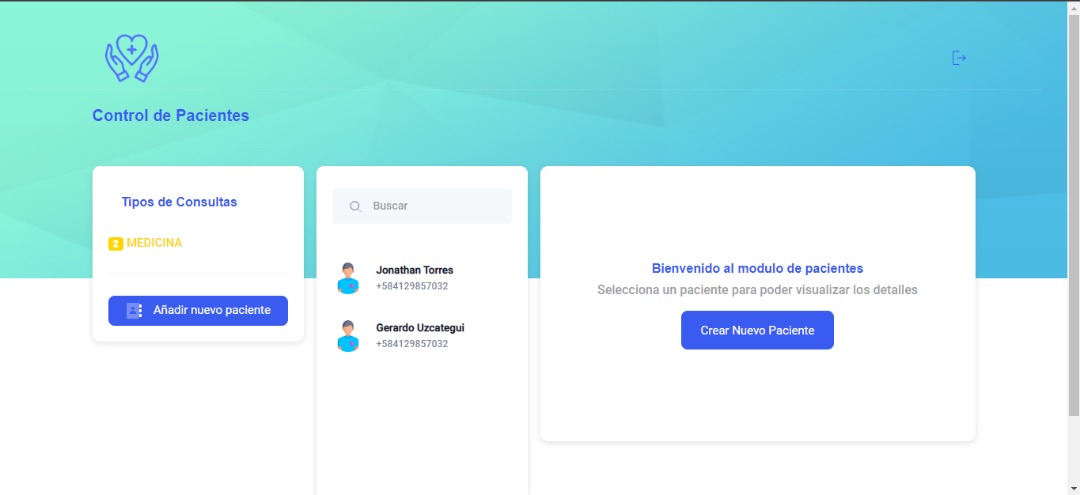 Control de Pacientes
Tipos de Consultas
2 MEDICINA
Añadir nuevo paciente
Buscar
Jonathan Torres
+584129857032
Gerardo Uzcategui
+584129857032
Bienvenido al modulo de pacientes
Selecciona un paciente para poder visualizar los detalles
Crear Nuevo Paciente